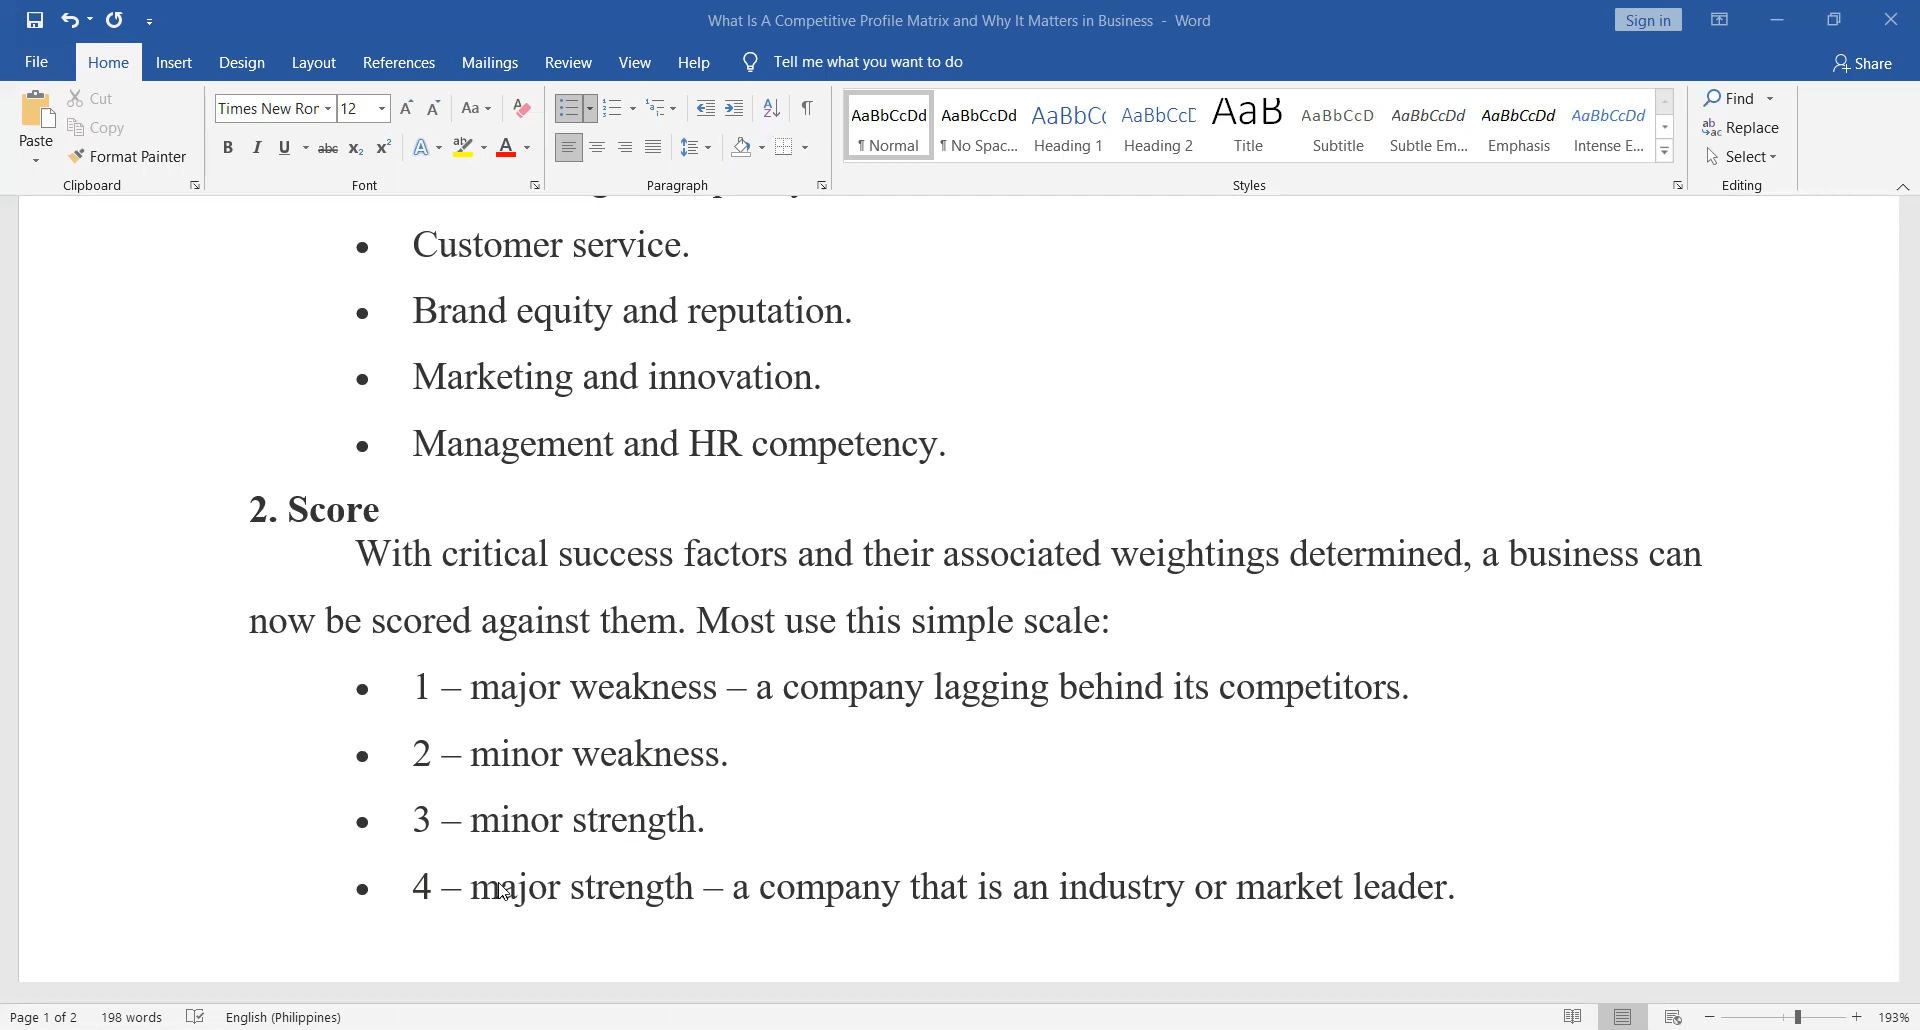 What Is A Competitive Profile Matrix and Why It Matters in Business - Word
Sign in
File Home Insert Design Layout References Mailings Review View Help Tell me what you want to do Share
Paste
Cut
Copy
Format Painter
Clipboard
Times New Ror 12
Aa
B I U abc x₂ x² A ab A
Font
Paragraph
AaBbCcDd AaBbCcDd AaBbC AaBbCcD AaB AaBbCcD AaBbCcDd AaBbCcDd AaBbCcDd
¶ Normal ¶ No Spac... Heading 1 Heading 2 Title Subtitle Subtle Em... Emphasis Intense E...
Styles
Find
Replace
Select
Editing
• Customer service.
• Brand equity and reputation.
• Marketing and innovation.
• Management and HR competency.
2. Score
With critical success factors and their associated weightings determined, a business can
now be scored against them. Most use this simple scale:
• 1 – major weakness – a company lagging behind its competitors.
• 2 – minor weakness.
• 3 – minor strength.
• 4 – major strength – a company that is an industry or market leader.
Page 1 of 2 198 words English (Philippines) 193%